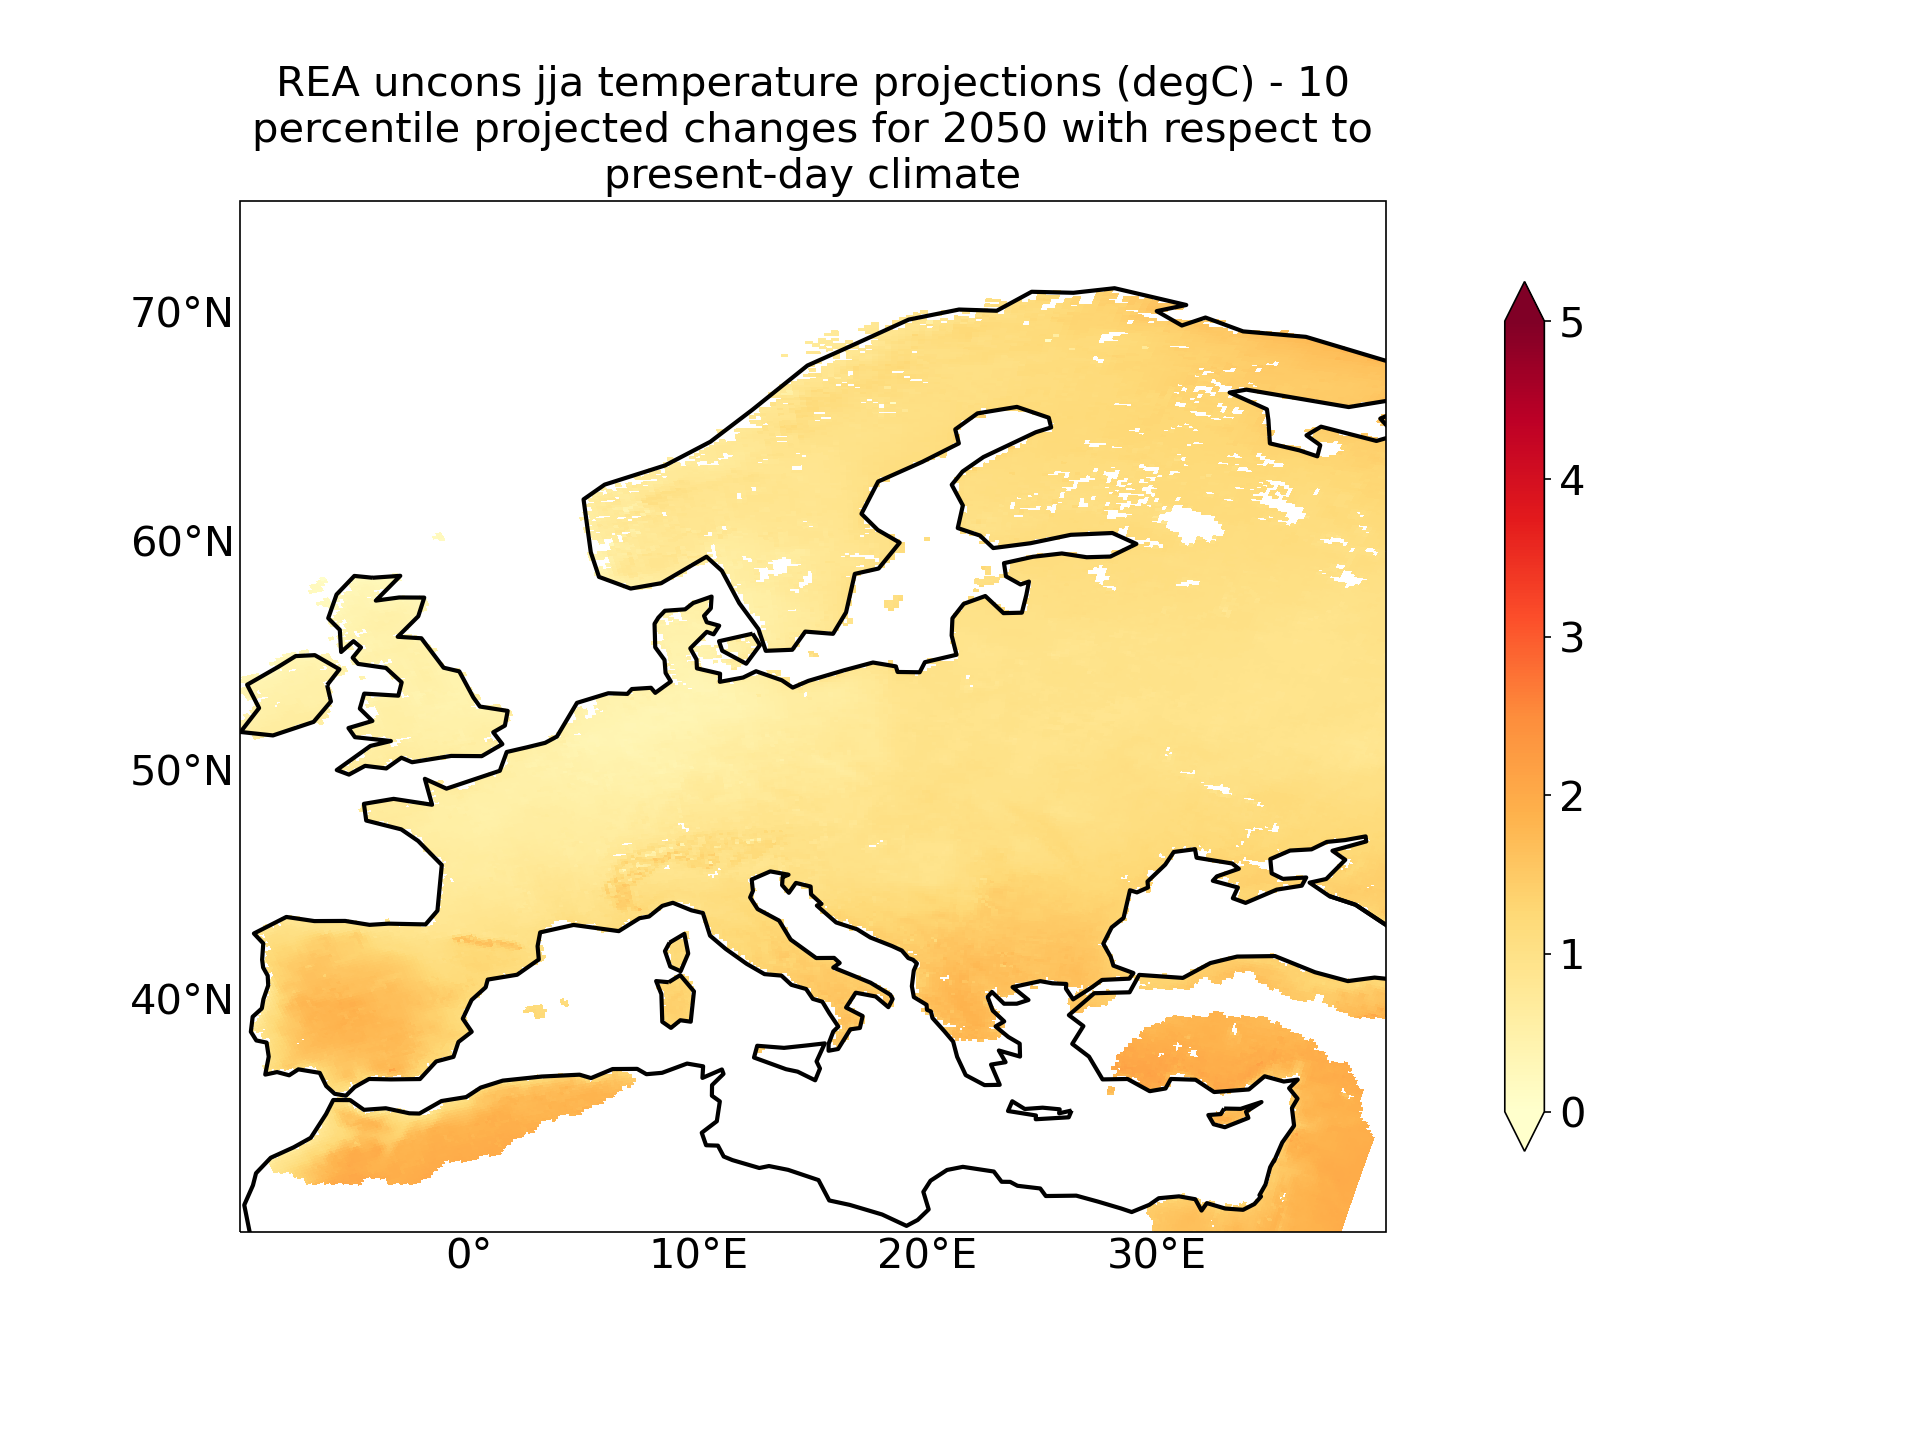 REA uncons jja temperature projections (degC) - 10
percentile projected changes for 2050 with respect to
present-day climate
70°N
60°N
50°N
40°N
0°
10°E
20°E
30°E
5
4
3
2
1
0